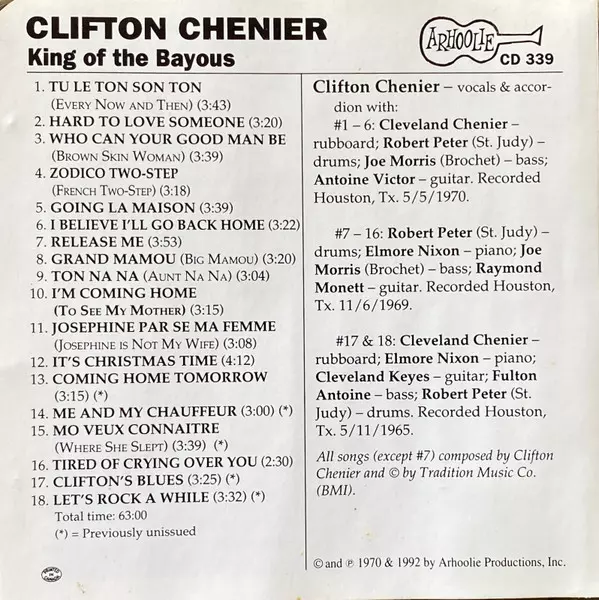 CLIFTON CHENIER
King of the Bayous
ARHOOLIE
CD 339
1. TU LE TON SON TON
(EVERY NOW AND THEN) (3:43)
2. HARD TO LOVE SOMEONE (3:20)
3. WHO CAN YOUR GOOD MAN BE
(BROWN SKIN WOMAN) (3:39)
4. ZODICO TWO-STEP
(FRENCH TWO-STEP) (3:18)
5. GOING LA MAISON (3:39)
6. I BELIEVE I'LL GO BACK HOME (3:22)
7. RELEASE ME (3:53)
8. GRAND MAMOU (BIG MAMOU) (3:20)
9. TON NA NA (AUNT NA NA) (3:04)
10. I'M COMING HOME
(TO SEE MY MOTHER) (3:15)
11. JOSEPHINE PAR SE MA FEMME
(JOSEPHINE IS NOT MY WIFE) (3:08)
12. IT'S CHRISTMAS TIME (4:12)
13. COMING HOME TOMORROW
(3:15) (*)
14. ME AND MY CHAUFFEUR (3:00) (*)
15. MO VEUX CONNAITRE
(WHERE SHE SLEPT) (3:39) (*)
16. TIRED OF CRYING OVER YOU (2:30)
17. CLIFTON'S BLUES (3:25) (*)
18. LET'S ROCK A WHILE (3:32) (*)
Total time: 63:00
(*) = Previously unissued
PRINTED IN CANADA
Clifton Chenier – vocals & accor-
dion with:
#1 – 6: Cleveland Chenier –
rubboard; Robert Peter (St. Judy) –
drums; Joe Morris (Brochet) – bass;
Antoine Victor – guitar. Recorded
Houston, Tx. 5/5/1970.
#7 – 16: Robert Peter (St. Judy) –
drums; Elmore Nixon – piano; Joe
Morris (Brochet) – bass; Raymond
Monett – guitar. Recorded Houston,
Tx. 11/6/1969.
#17 & 18: Cleveland Chenier –
rubboard; Elmore Nixon – piano;
Cleveland Keyes – guitar; Fulton
Antoine – bass; Robert Peter (St.
Judy) – drums. Recorded Houston,
Tx. 5/11/1965.
All songs (except #7) composed by Clifton
Chenier and © by Tradition Music Co.
(BMI).
© and ℗ 1970 & 1992 by Arhoolie Productions, Inc.